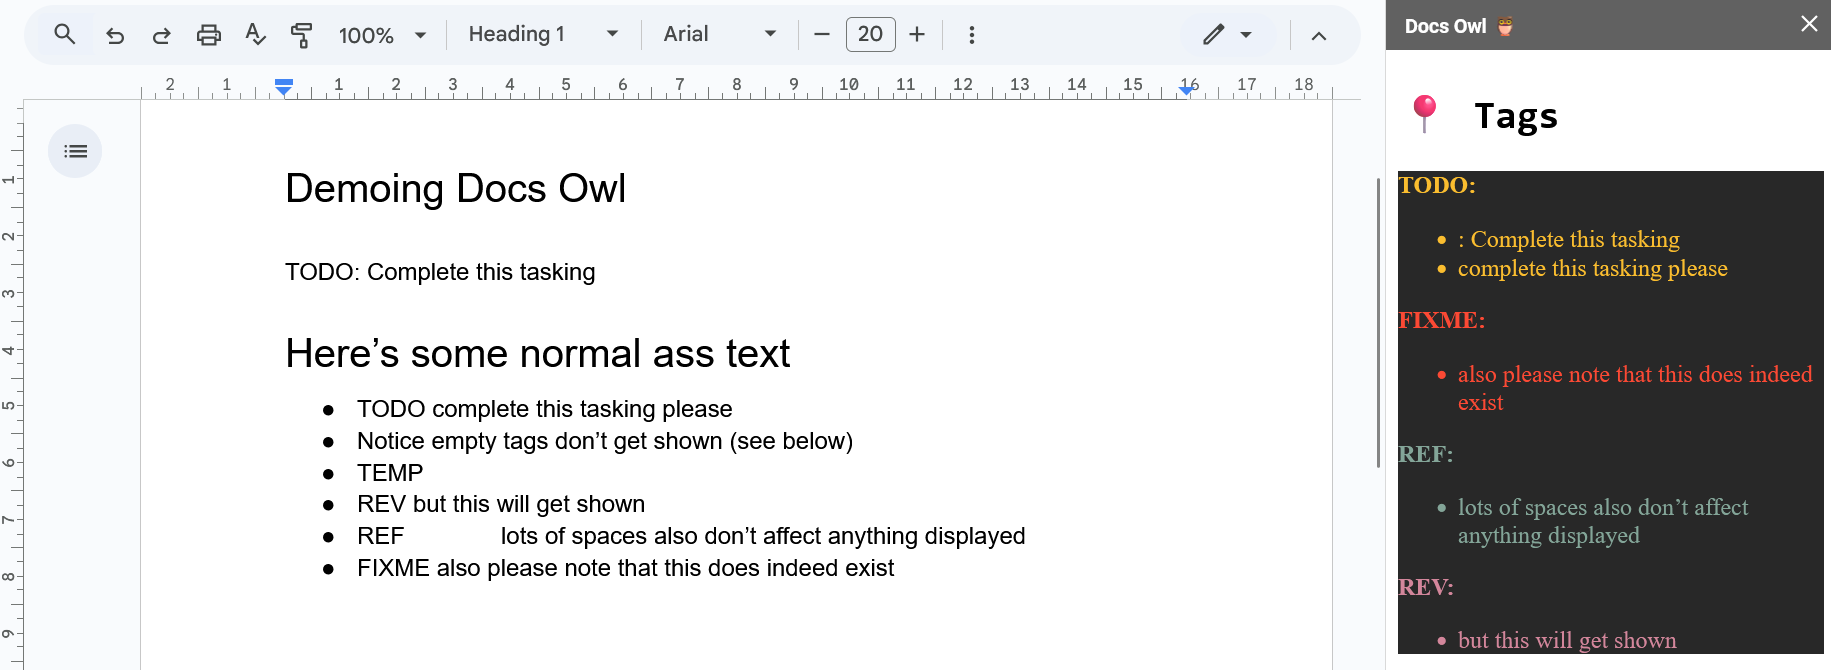 100% Heading 1 Arial 20
2 1 1 2 3 4 5 6 7 8 9 10 11 12 13 14 15 16 17 18
1
2
3
4
5
6
7
8
9
Demoing Docs Owl
TODO: Complete this tasking
Here’s some normal ass text
● TODO complete this tasking please
● Notice empty tags don’t get shown (see below)
● TEMP
● REV but this will get shown
● REF lots of spaces also don’t affect anything displayed
● FIXME also please note that this does indeed exist
Docs Owl
Tags
TODO:
• : Complete this tasking
• complete this tasking please
FIXME:
• also please note that this does indeed
exist
REF:
• lots of spaces also don’t affect
anything displayed
REV:
• but this will get shown